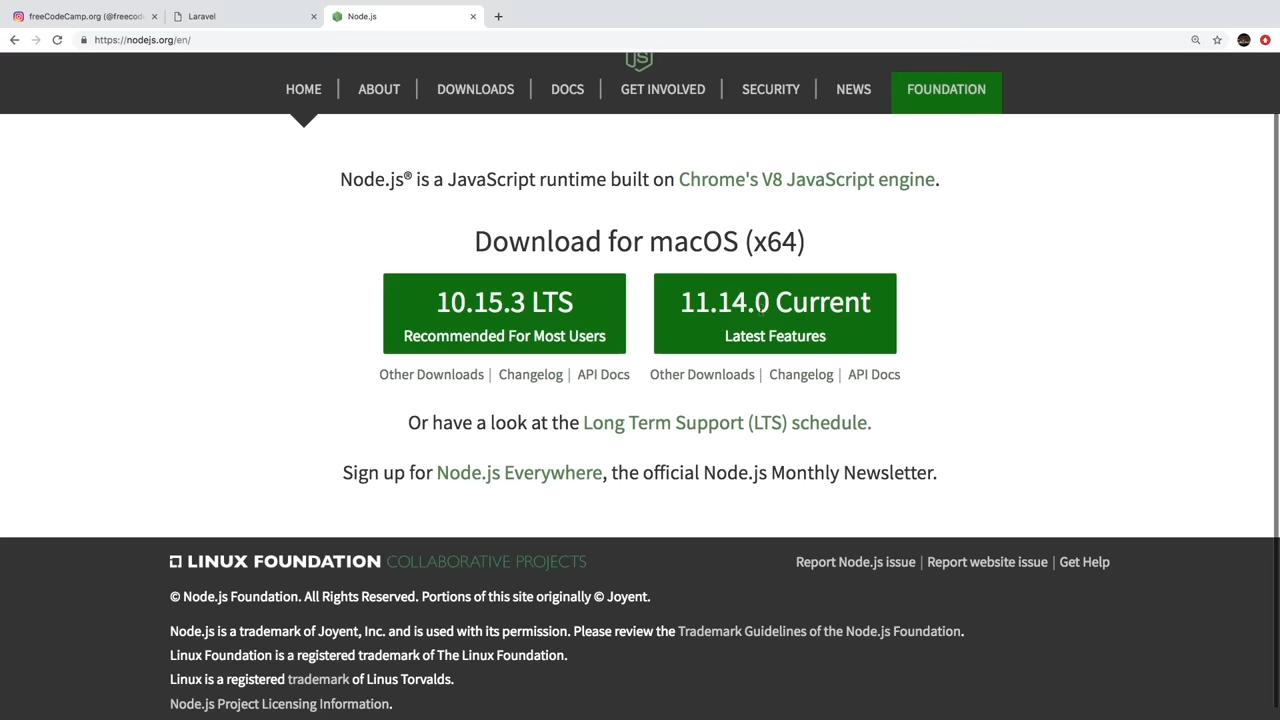 freeCodeCamp.org (@freecod
Laravel
Node.js
https://nodejs.org/en/
JS
HOME | ABOUT | DOWNLOADS | DOCS | GET INVOLVED | SECURITY | NEWS FOUNDATION
Node.js® is a JavaScript runtime built on Chrome's V8 JavaScript engine.
Download for macOS (x64)
10.15.3 LTS
Recommended For Most Users
11.14.0 Current
Latest Features
Other Downloads | Changelog | API Docs
Other Downloads | Changelog | API Docs
Or have a look at the Long Term Support (LTS) schedule.
Sign up for Node.js Everywhere, the official Node.js Monthly Newsletter.
LINUX FOUNDATION COLLABORATIVE PROJECTS
Report Node.js issue | Report website issue | Get Help
© Node.js Foundation. All Rights Reserved. Portions of this site originally © Joyent.
Node.js is a trademark of Joyent, Inc. and is used with its permission. Please review the Trademark Guidelines of the Node.js Foundation.
Linux Foundation is a registered trademark of The Linux Foundation.
Linux is a registered trademark of Linus Torvalds.
Node.js Project Licensing Information.